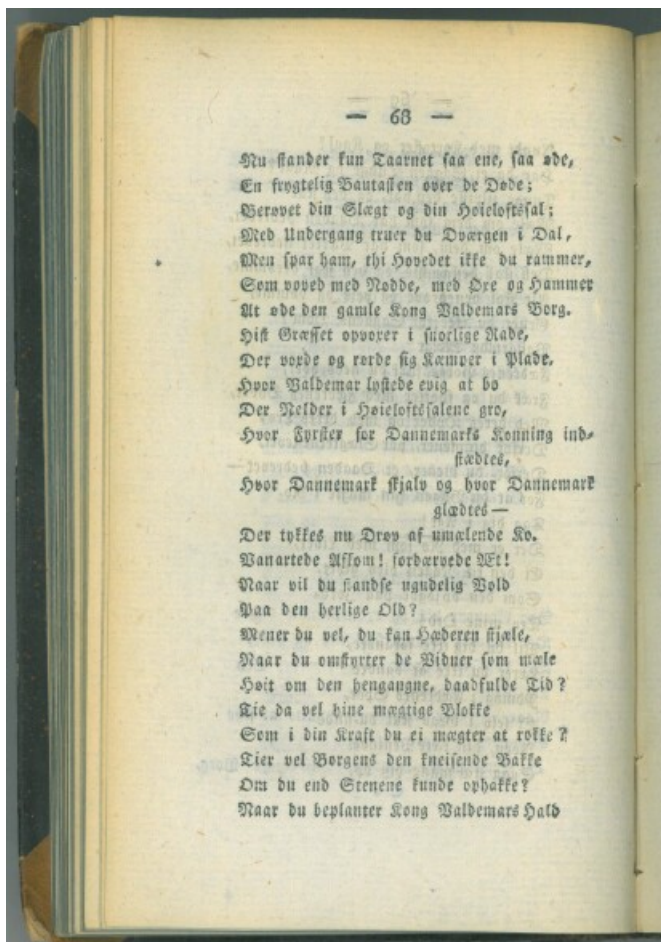 — 68 —
Nu stander kun Taarnet saa ene, saa øde,
En frygtelig Bautasten over de Døde;
Berøvet din Slægt og din Høieloftssal;
Med Undergang truer du Dværgen i Dal,
Men spar ham, thi Hovedet ikke du rammer,
Som voved med Nødde, med Øxe og Hammer
At øde den gamle Kong Valdemars Borg.
Hist Græsset opvoxer i snorlige Rade,
Der voxde og rørde sig Kæmper i Plade.
Hvor Valdemar lystede evig at bo
Der Nelder i Høieloftssalene gro,
Hvor Fyrster for Dannemarks Konning ind-
stædtes,
Hvor Dannemark skjalv og hvor Dannemark
glædtes—
Der tykkes nu Drøv af umælende Ko.
Vanartede Afkom! fordærvede Æt!
Naar vil du standse ugudelig Vold
Paa den herlige Old?
Mener du vel, du kan Hæderen stjæle,
Naar du omstyrter de Vidner som mæle
Høit om den hengangne, daadfulde Tid?
Tie da vel hine mægtige Blokke
Som i din Kraft du ei mægter at rokke?
Tier vel Borgens den kneisende Bakke
Om du end Stenene kunde ophakke?
Naar du beplanter Kong Valdemars Hald